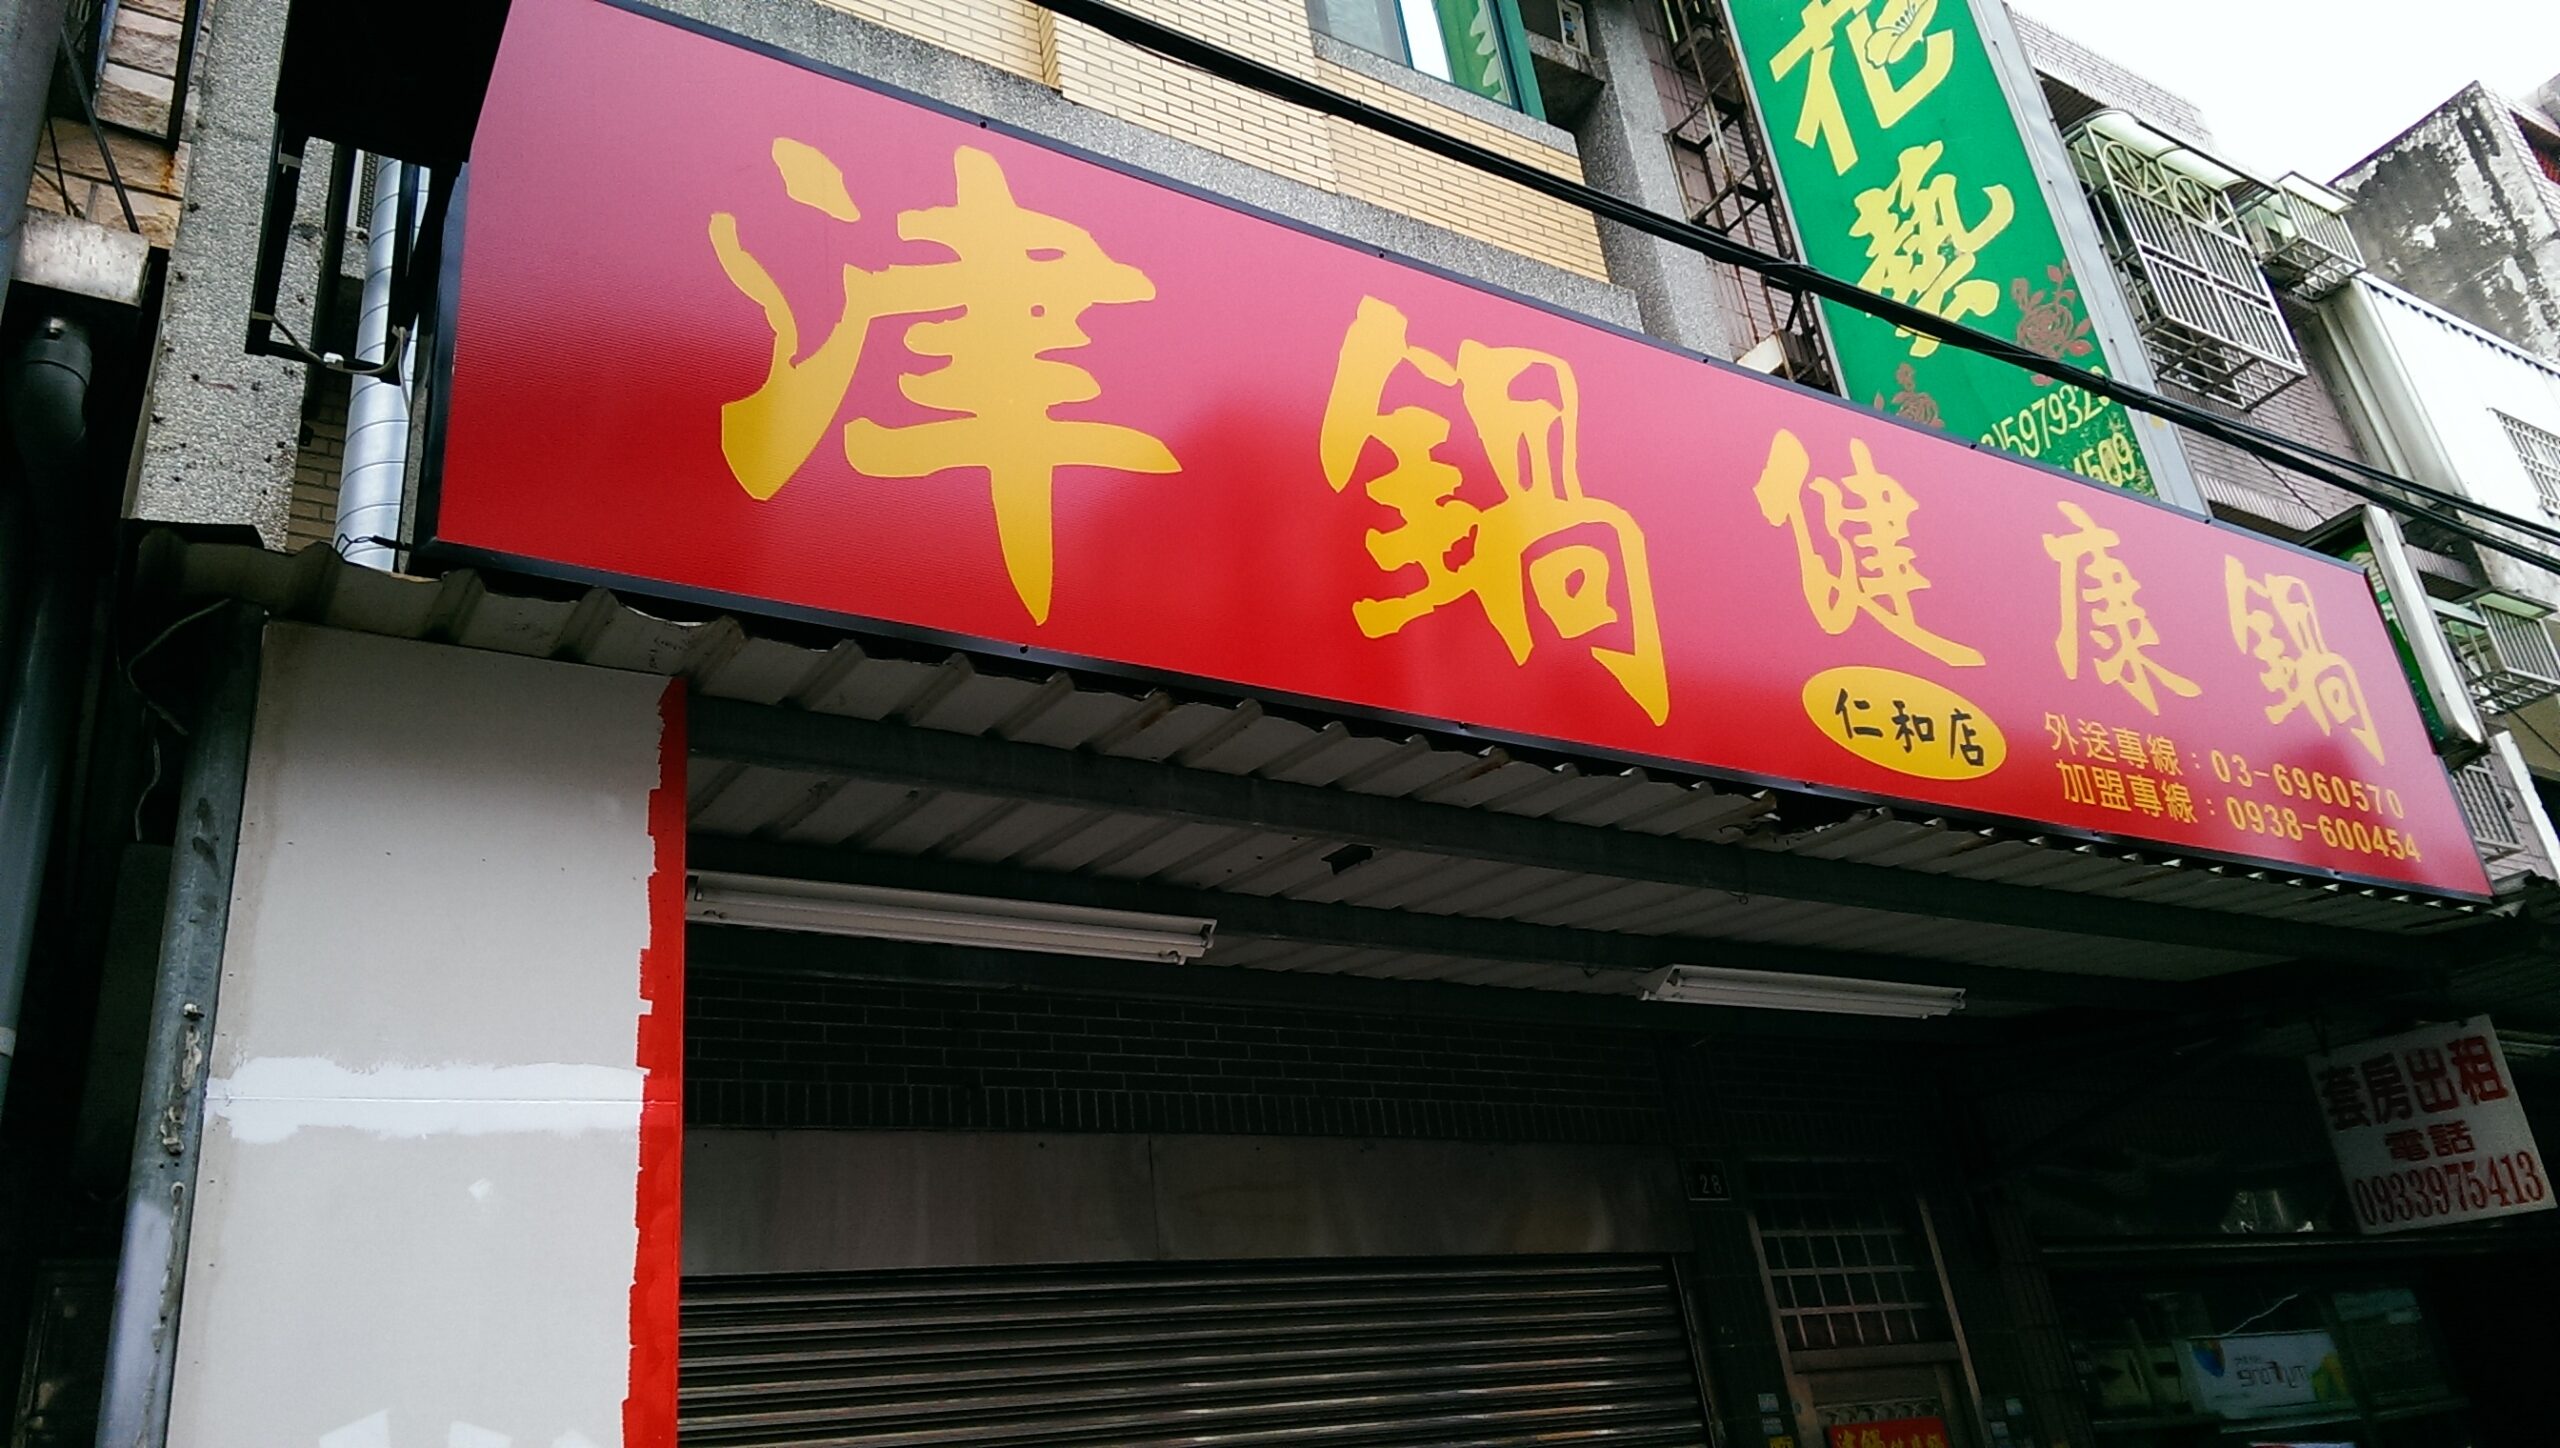 花藝
津鍋健康鍋
仁和店
外送專線：03-6960570
加盟專線：0938-600454
套房出租
電話
0933975413
28